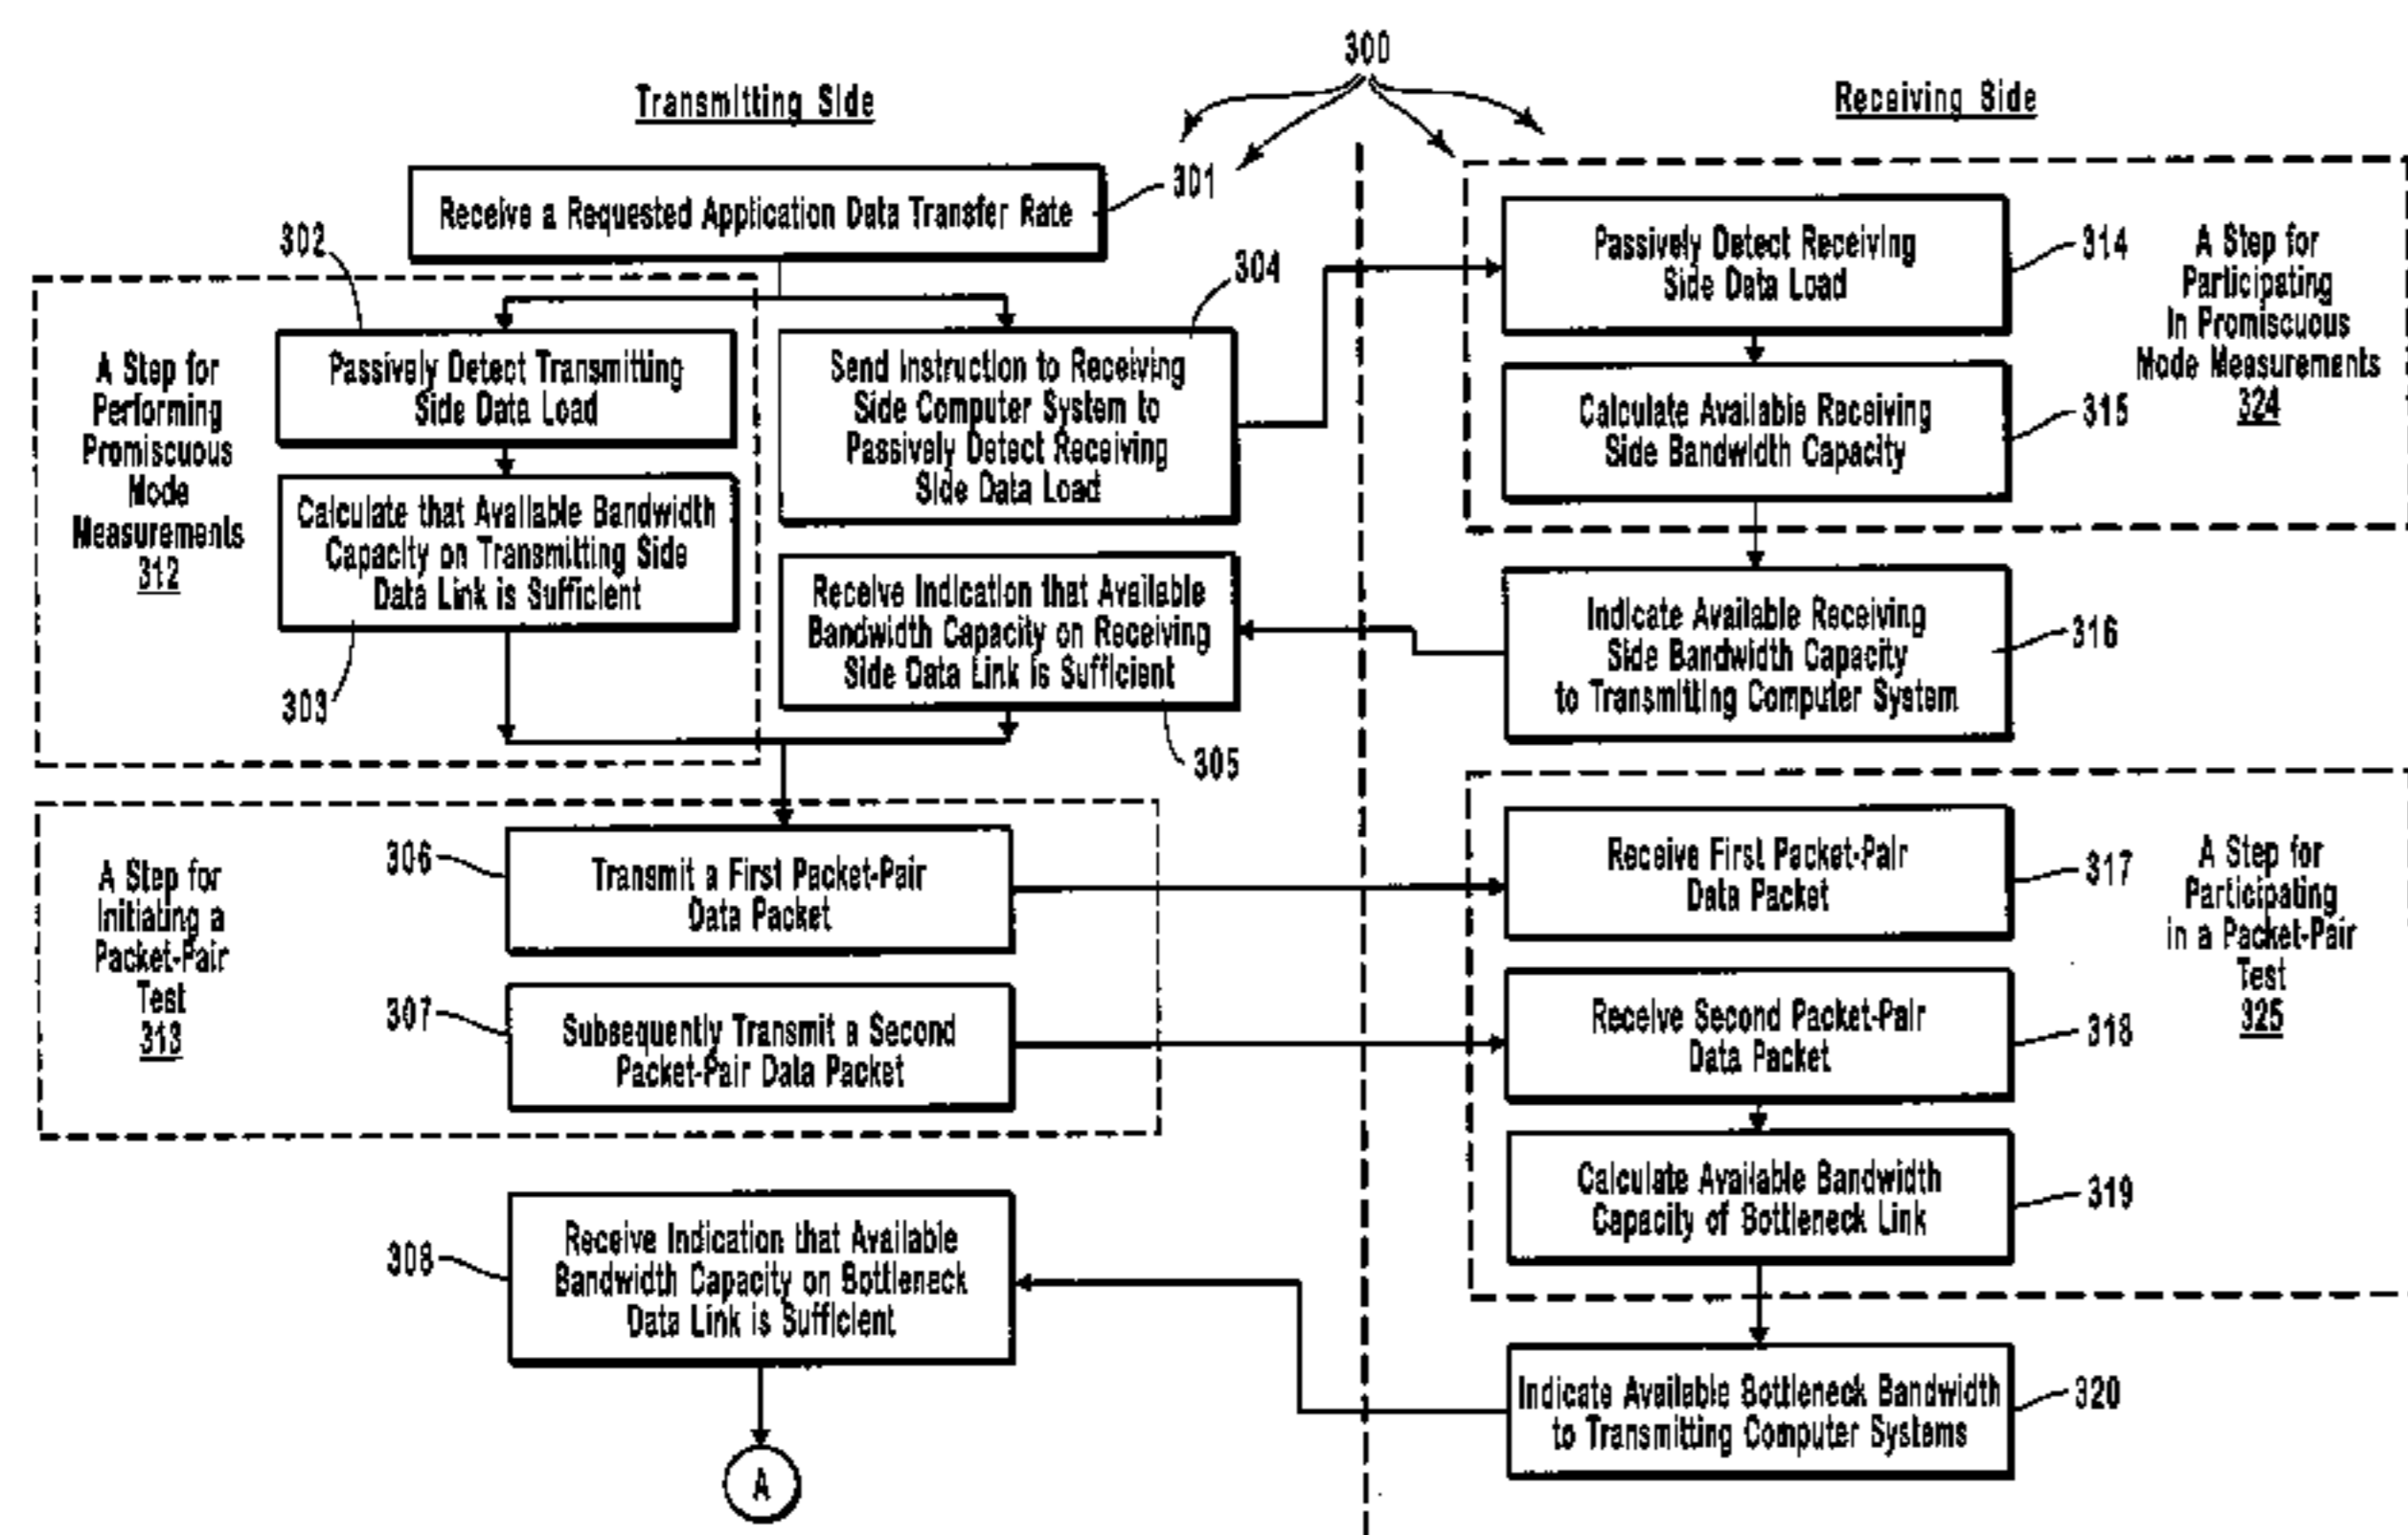 300
Transmitting Side
Receiving Side
Receive a Requested Application Data Transfer Rate
301
302
304
A Step for
Performing
Promiscuous
Mode
Measurements
312
Passively Detect Transmitting
Side Data Load
Calculate that Available Bandwidth
Capacity on Transmitting Side
Data Link is Sufficient
303
Send Instruction to Receiving
Side Computer System to
Passively Detect Receiving
Side Data Load
Receive Indication that Available
Bandwidth Capacity on Receiving
Side Data Link is Sufficient
305
Passively Detect Receiving
Side Data Load
314
Calculate Available Receiving
Side Bandwidth Capacity
315
A Step for
Participating
In Promiscuous
Mode Measurements
324
Indicate Available Receiving
Side Bandwidth Capacity
to Transmitting Computer System
316
A Step for
Initiating a
Packet-Pair
Test
313
306
Transmit a First Packet-Pair
Data Packet
307
Subsequently Transmit a Second
Packet-Pair Data Packet
Receive First Packet-Pair
Data Packet
317
Receive Second Packet-Pair
Data Packet
318
Calculate Available Bandwidth
Capacity of Bottleneck Link
319
A Step for
Participating
in a Packet-Pair
Test
325
308
Receive Indication that Available
Bandwidth Capacity on Bottleneck
Data Link is Sufficient
Indicate Available Bottleneck Bandwidth
to Transmitting Computer Systems
320
A